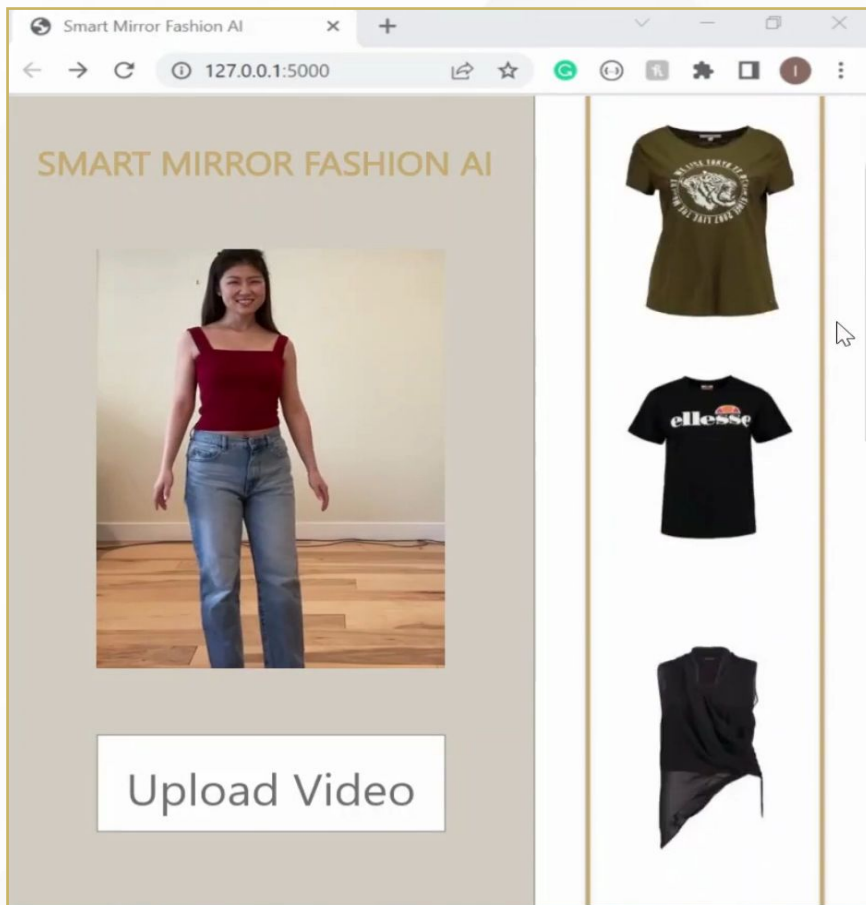 Smart Mirror Fashion AI
127.0.0.1:5000
SMART MIRROR FASHION AI
ellesse
Upload Video